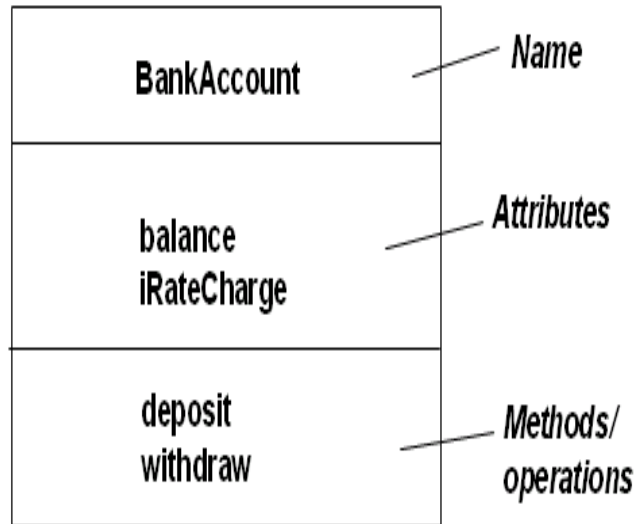 BankAccount
Name
balance
iRateCharge
Attributes
deposit
withdraw
Methods/
operations